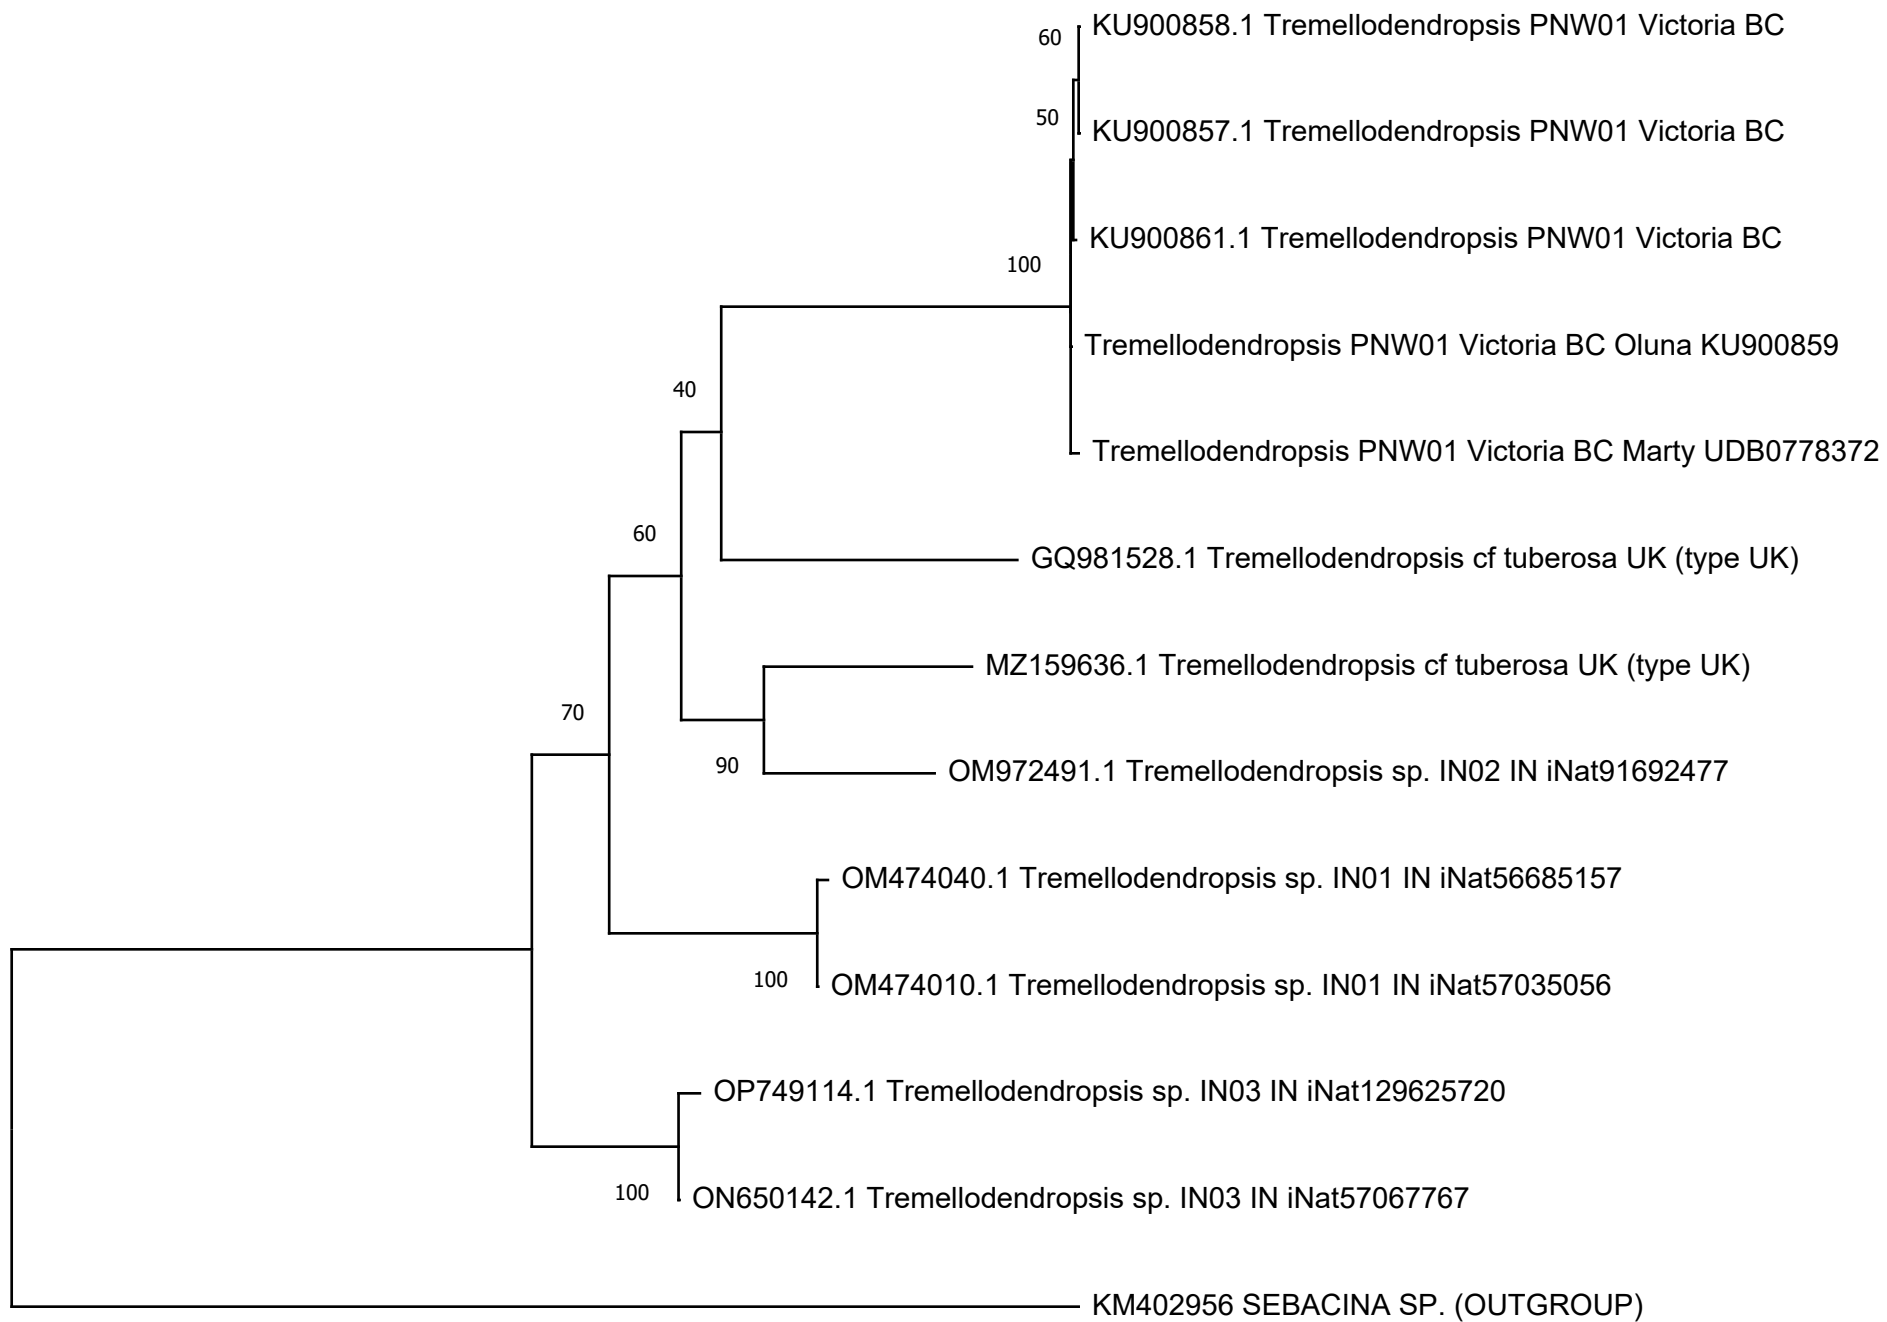 KU900858.1 Tremellodendropsis PNW01 Victoria BC
60
50
KU900857.1 Tremellodendropsis PNW01 Victoria BC
KU900861.1 Tremellodendropsis PNW01 Victoria BC
100
Tremellodendropsis PNW01 Victoria BC Oluna KU900859
40
Tremellodendropsis PNW01 Victoria BC Marty UDB0778372
60
GQ981528.1 Tremellodendropsis cf tuberosa UK (type UK)
MZ159636.1 Tremellodendropsis cf tuberosa UK (type UK)
70
90
OM972491.1 Tremellodendropsis sp. IN02 IN iNat91692477
OM474040.1 Tremellodendropsis sp. IN01 IN iNat56685157
100
OM474010.1 Tremellodendropsis sp. IN01 IN iNat57035056
OP749114.1 Tremellodendropsis sp. IN03 IN iNat129625720
100
ON650142.1 Tremellodendropsis sp. IN03 IN iNat57067767
KM402956 SEBACINA SP. (OUTGROUP)